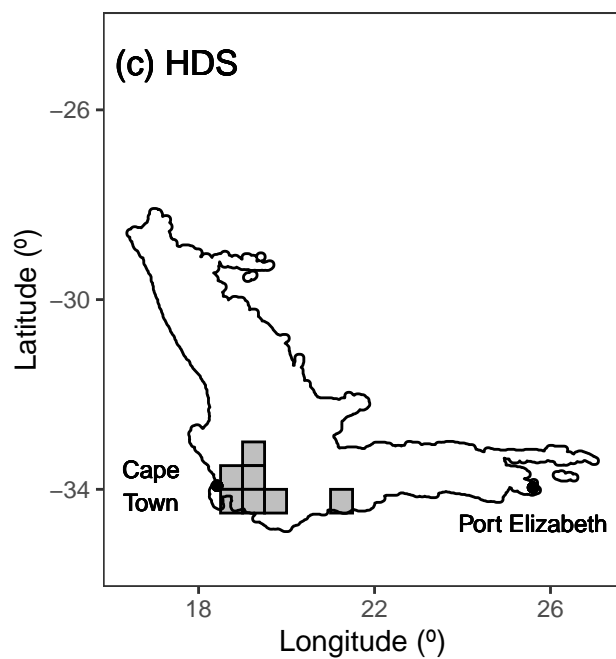 (c) HDS
−26
−30
−34
Latitude (º)
Cape
Town
Port Elizabeth
18
22
26
Longitude (º)